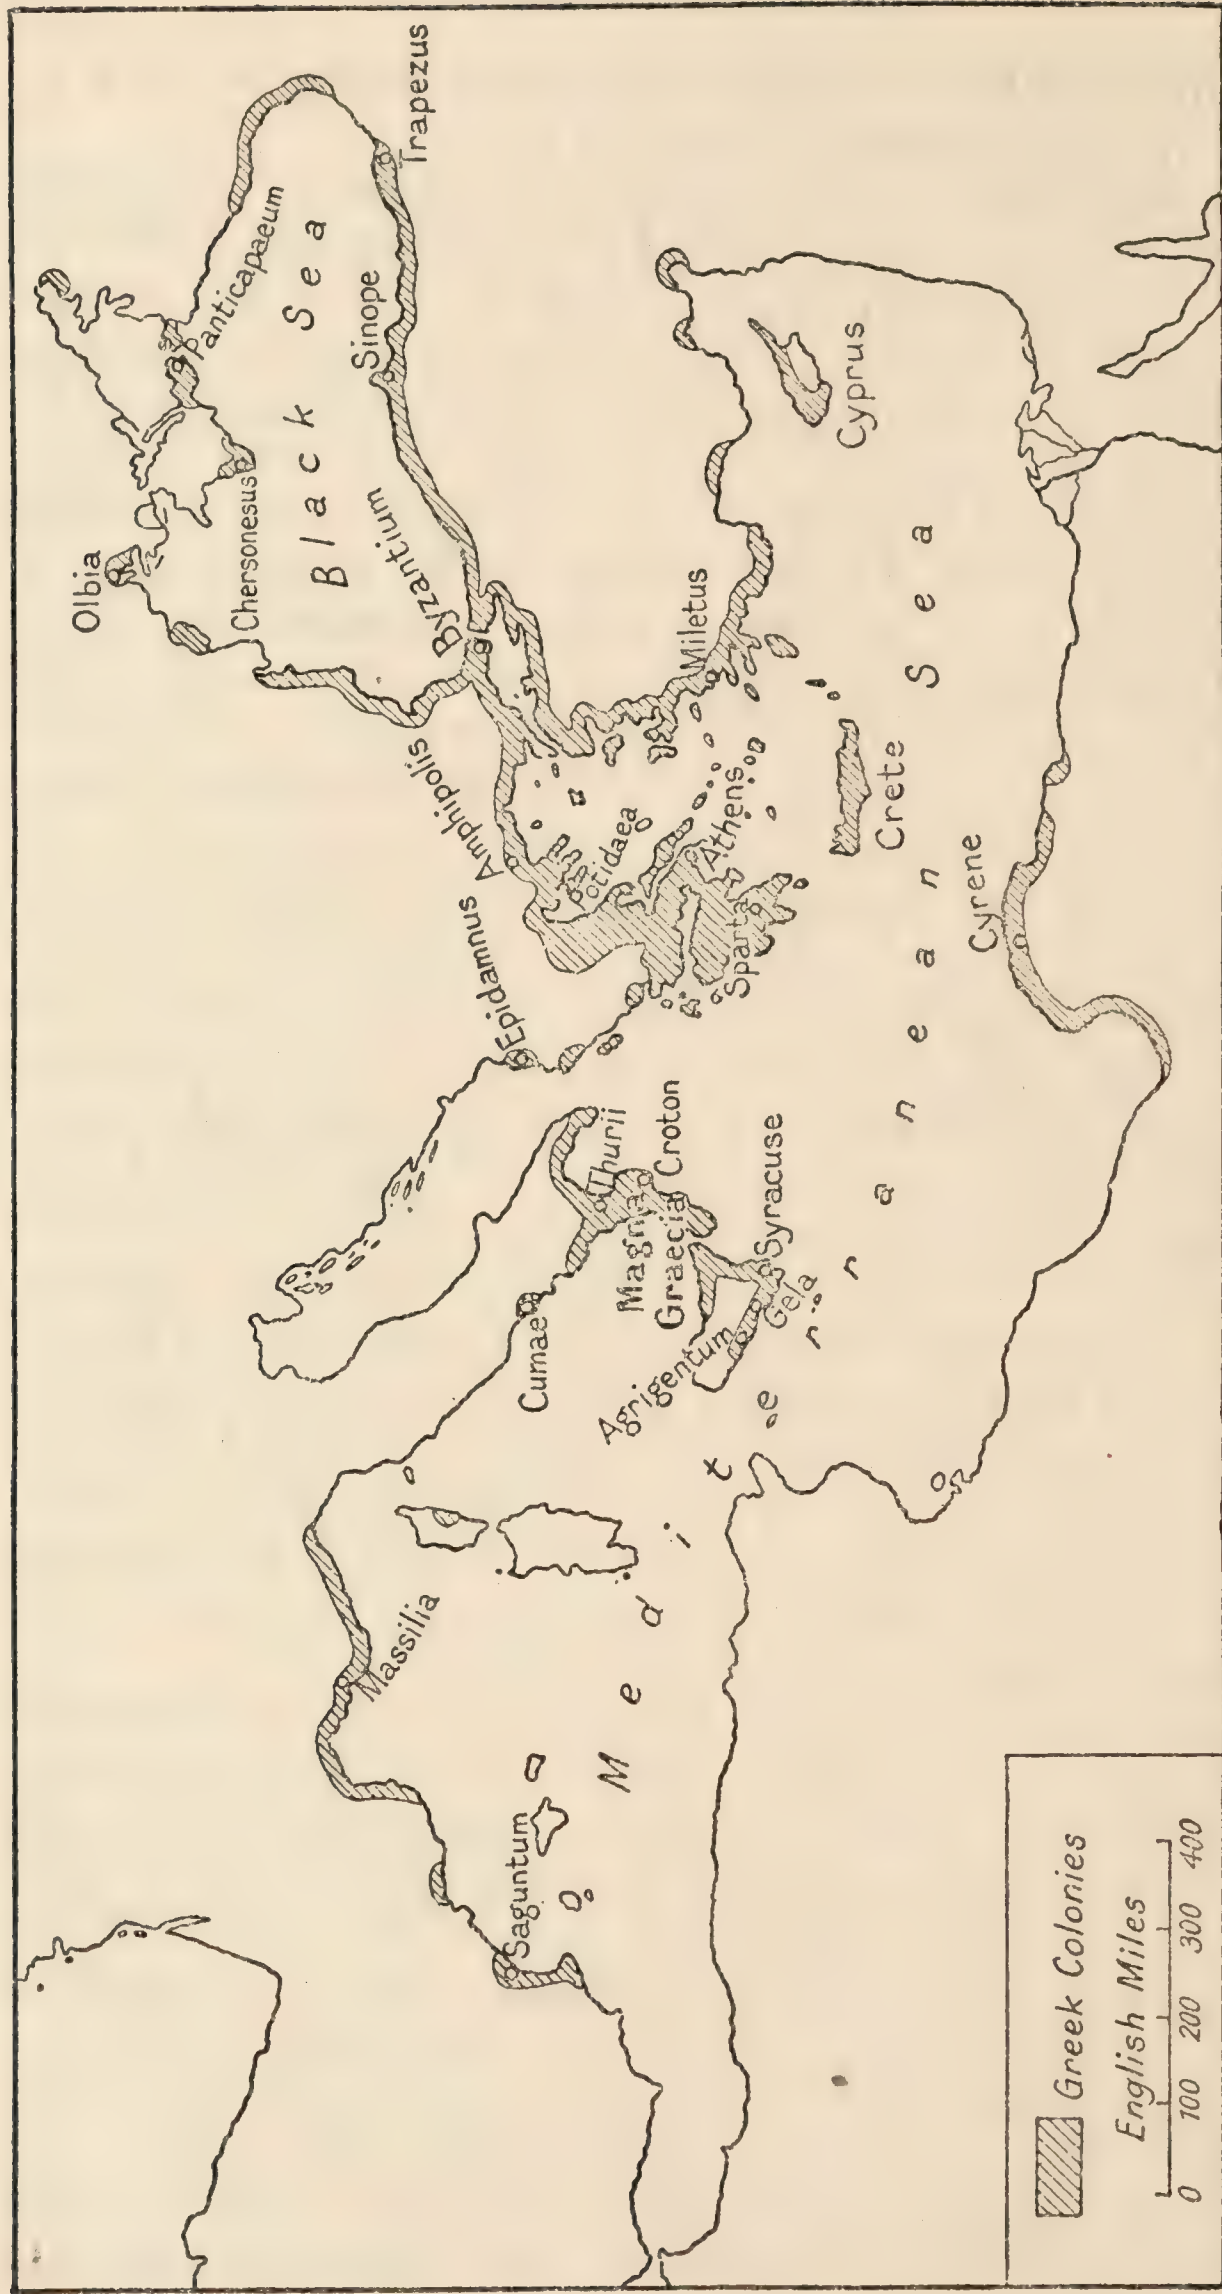 Olbia
Panticapaeum
Chersonesus
Black Sea
Sinope
Trapezus
Byzantium
Amphipolis
Epidamnus
Potidaea
Athens
Sparta
Miletus
Cyprus
Crete
Cyrene
Massilia
Saguntum
Cumae
Thurii
Croton
Magna
Graecia
Syracuse
Gela
Agrigentum
Mediterranean Sea
Greek Colonies
English Miles
0 100 200 300 400